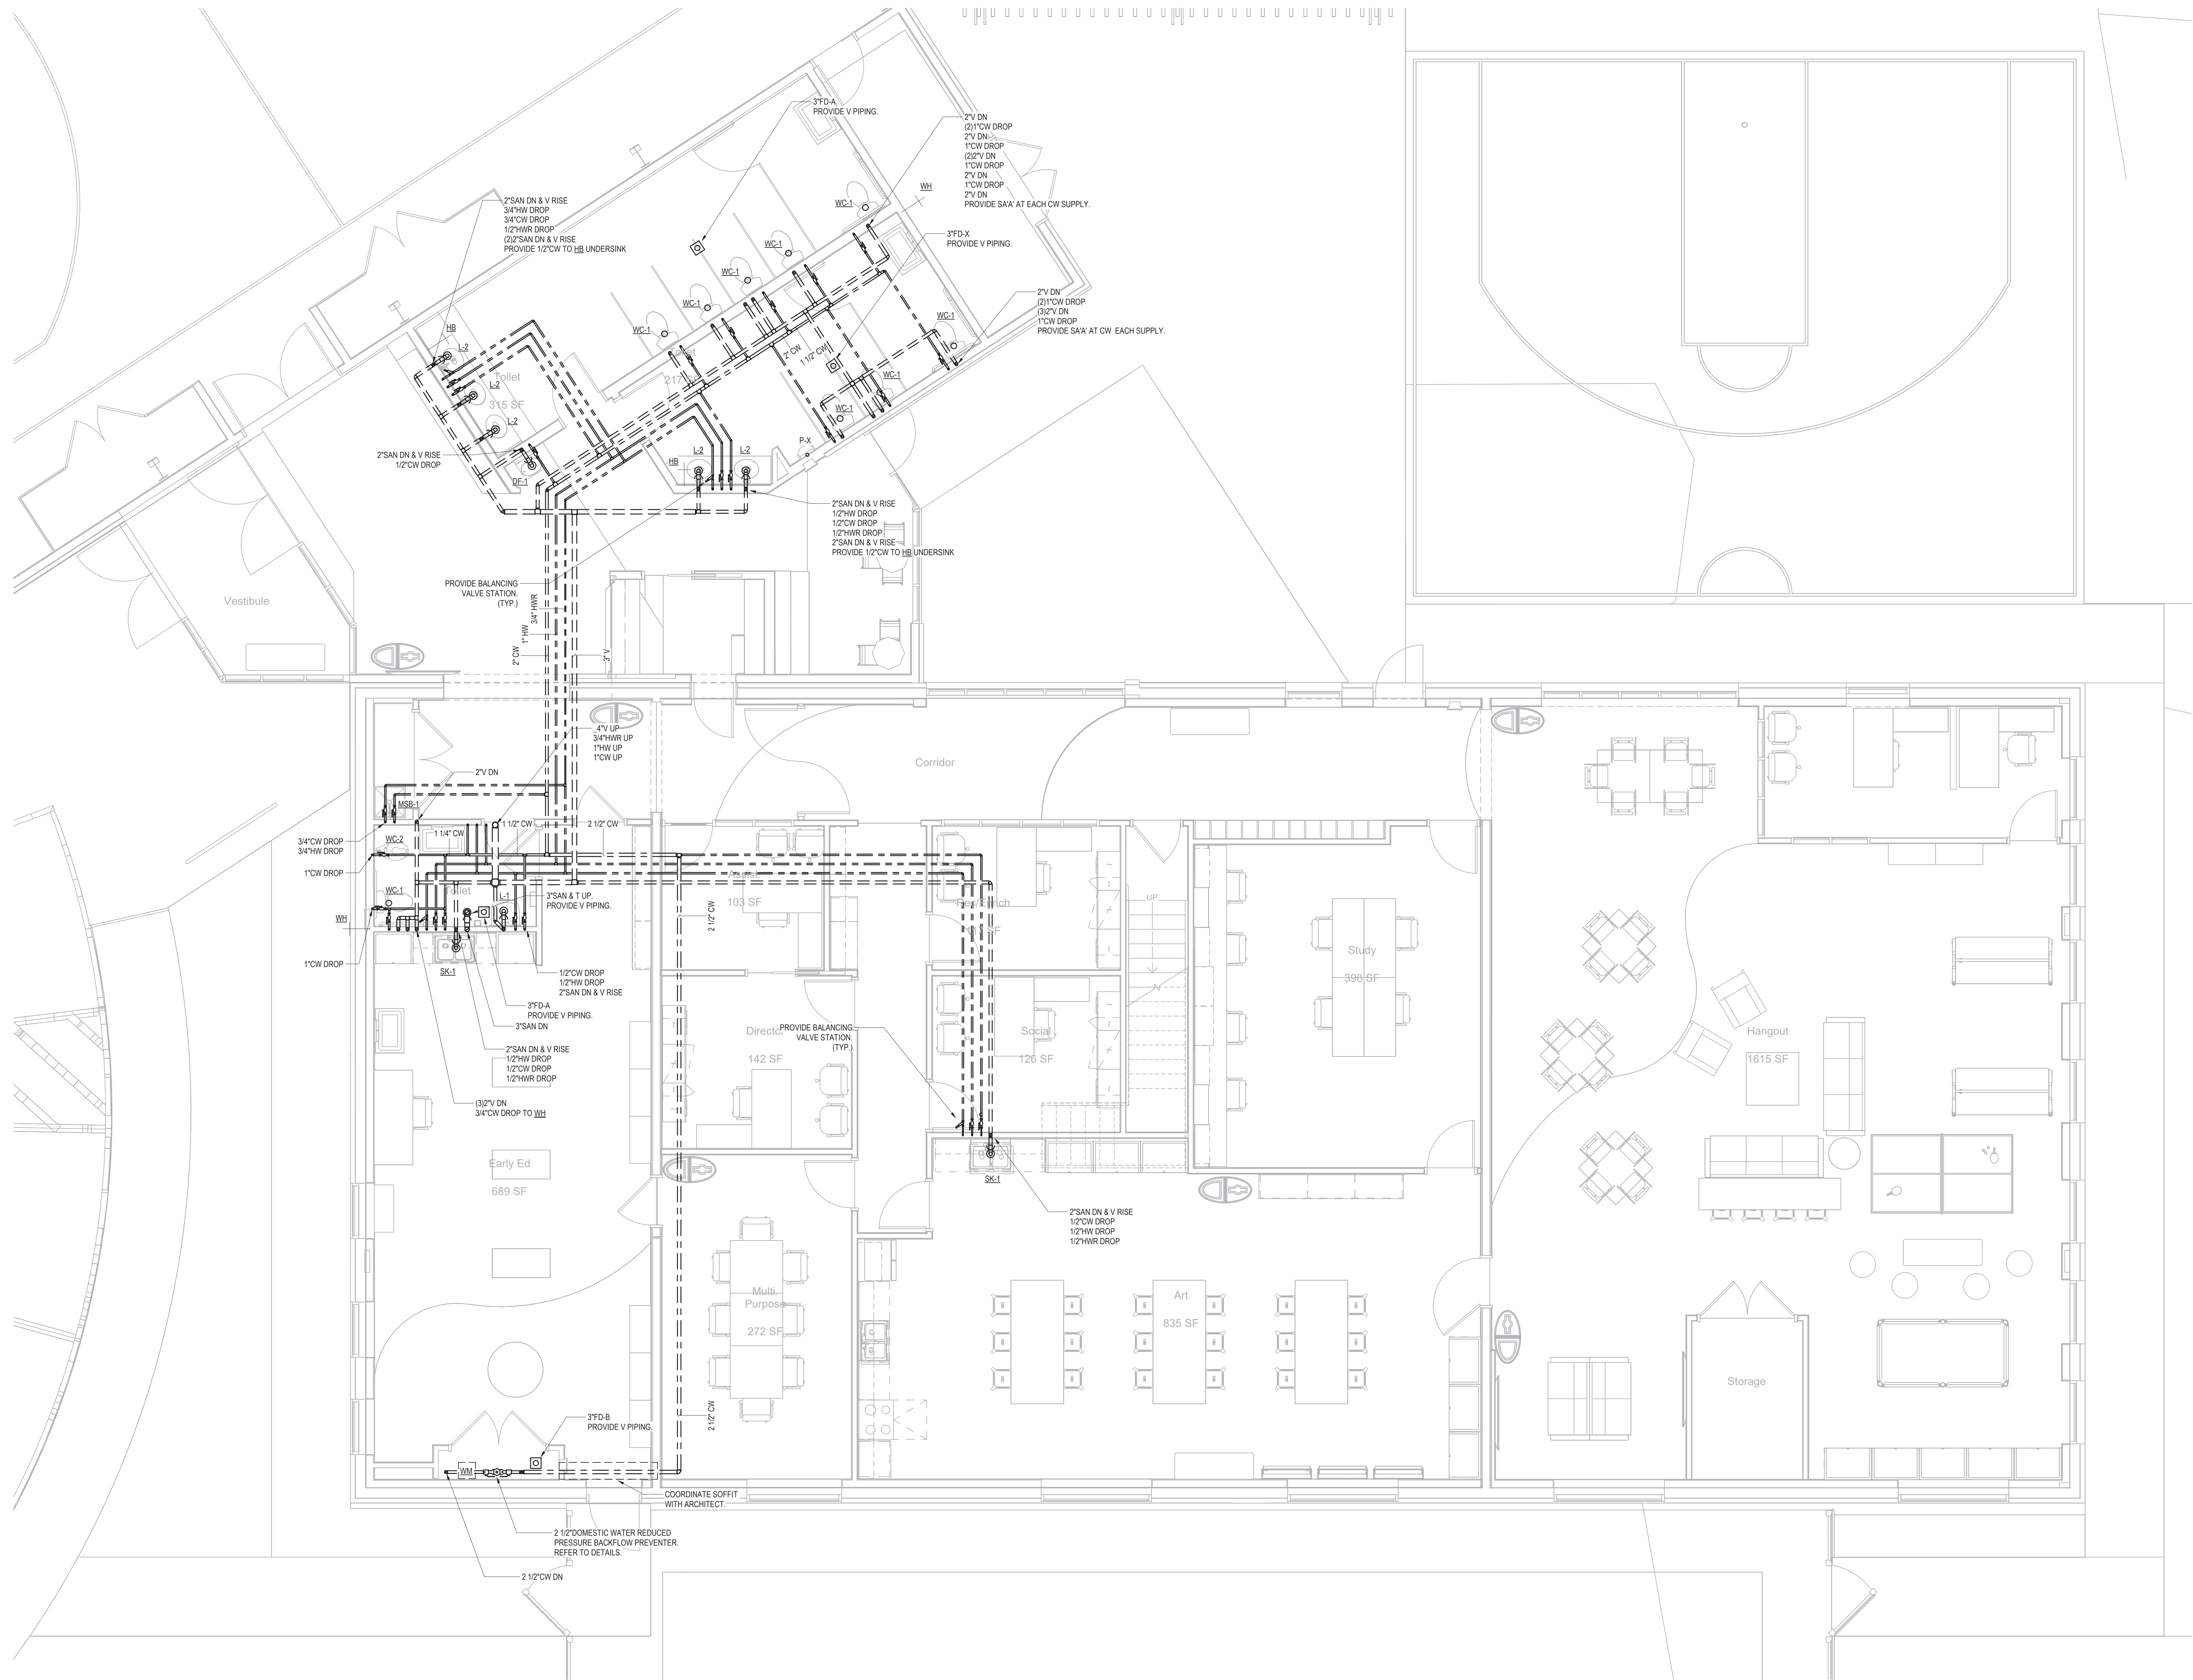 3"FD-A
PROVIDE V PIPING.
2"V DN
(2)1"CW DROP
2"V DN
1"CW DROP
(2)2"V DN
1"CW DROP
2"V DN
1"CW DROP
2"V DN
PROVIDE SA'A' AT EACH CW SUPPLY.
WH
WC-1
2"SAN DN & V RISE
3/4"HW DROP
3/4"CW DROP
1/2"HWR DROP
(2)2"SAN DN & V RISE
PROVIDE 1/2"CW TO HB UNDERSINK
3"FD-X
PROVIDE V PIPING.
WC-1
WC-1
WC-1
WC-1
WC-1
2"V DN
(2)1"CW DROP
(3)2"V DN
1"CW DROP
PROVIDE SA'A' AT CW  EACH SUPPLY.
HB
L-2
Toilet
315 SF
L-2
L-2
Toilet
217 SF
2" CW
1 1/2" CW
WC-1
WC-1
P-X
2"SAN DN & V RISE
1/2"CW DROP
DF-1
HB
L-2
L-2
2"SAN DN & V RISE
1/2"HW DROP
1/2"CW DROP
1/2"HWR DROP
2"SAN DN & V RISE
PROVIDE 1/2"CW TO HB UNDERSINK
PROVIDE BALANCING
VALVE STATION.
(TYP.)
Vestibule
3/4" HWR
1" HW
2" CW
3" V
4"V UP
3/4"HWR UP
1"HW UP
1"CW UP
Corridor
2"V DN
MSB-1
3/4"CW DROP
3/4"HW DROP
WC-2
1 1/4" CW
1 1/2" CW
2 1/2" CW
1"CW DROP
WC-1
Toilet
L-1
3"SAN & T UP.
PROVIDE V PIPING.
WH
1"CW DROP
SK-1
1/2"CW DROP
1/2"HW DROP
2"SAN DN & V RISE
3"FD-A
PROVIDE V PIPING.
3"SAN DN
2"SAN DN & V RISE
1/2"HW DROP
1/2"CW DROP
1/2"HWR DROP
(3)2"V DN
3/4"CW DROP TO WH
Assist.
103 SF
2 1/2" CW
UP
Study
398 SF
Social
126 SF
PROVIDE BALANCING
VALVE STATION.
(TYP.)
142 SF
Hangout
1615 SF
Early Ed
689 SF
SK-1
2"SAN DN & V RISE
1/2"CW DROP
1/2"HW DROP
1/2"HWR DROP
Multi.
Purpose
272 SF
Art
835 SF
Storage
2 1/2" CW
3"FD-B
PROVIDE V PIPING.
WM
COORDINATE SOFFIT
WITH ARCHITECT.
2 1/2"DOMESTIC WATER REDUCED
PRESSURE BACKFLOW PREVENTER.
REFER TO DETAILS.
2 1/2"CW DN